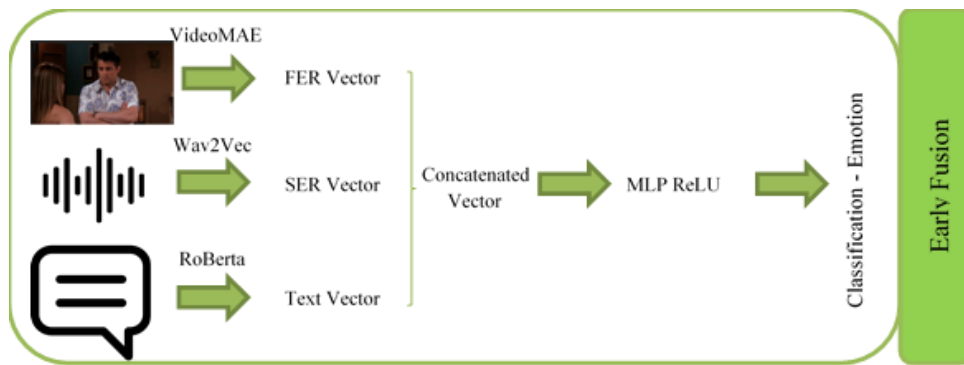 VideoMAE
FER Vector
Wav2Vec
SER Vector
RoBerta
Text Vector
Concatenated
Vector
MLP ReLU
Classification - Emotion
Early Fusion